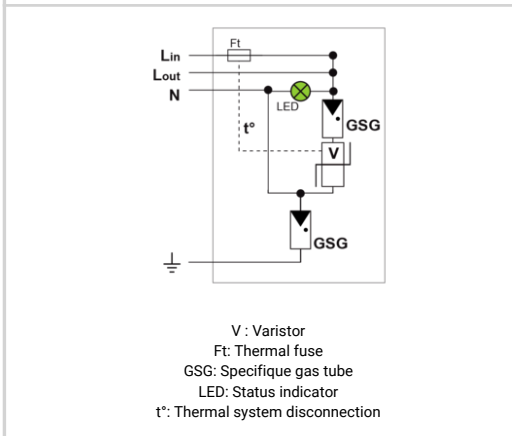 Ft
Lin
Lout
N
LED
GSG
t°
V
GSG
V : Varistor
Ft: Thermal fuse
GSG: Specifique gas tube
LED: Status indicator
t°: Thermal system disconnection